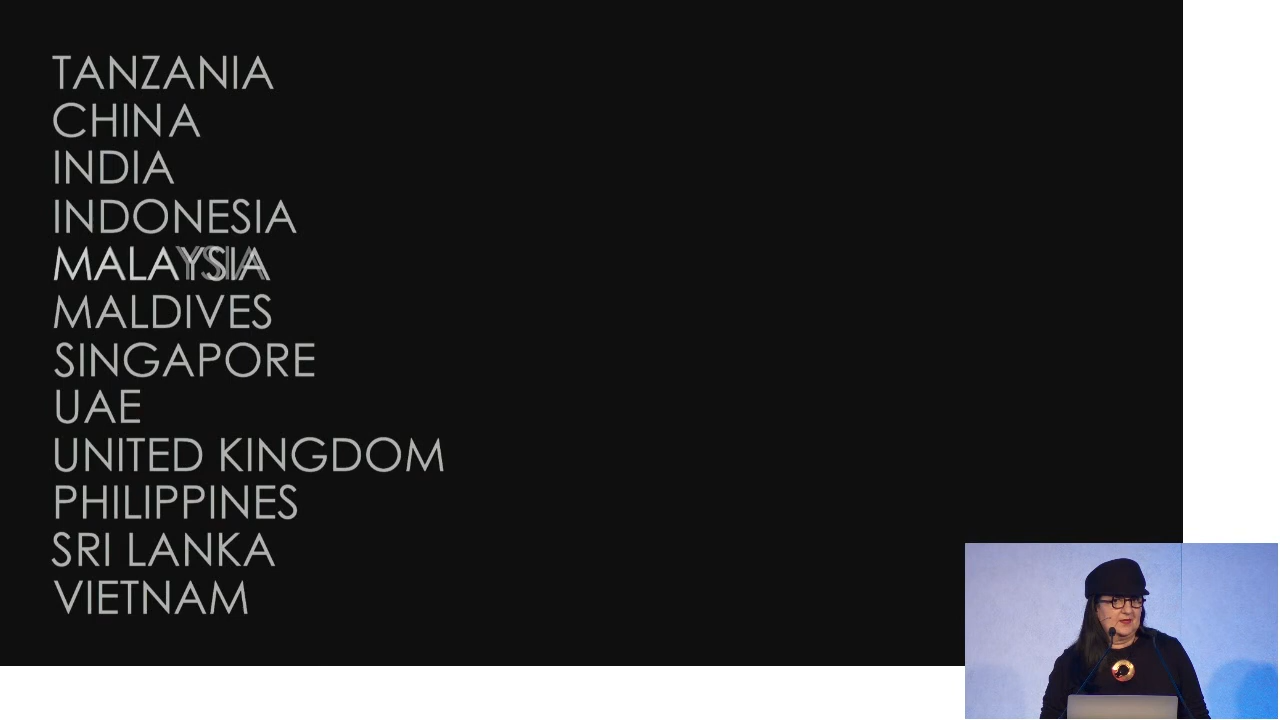 TANZANIA
CHINA
INDIA
INDONESIA
MALAYSIA
MALDIVES
SINGAPORE
UAE
UNITED KINGDOM
PHILIPPINES
SRI LANKA
VIETNAM